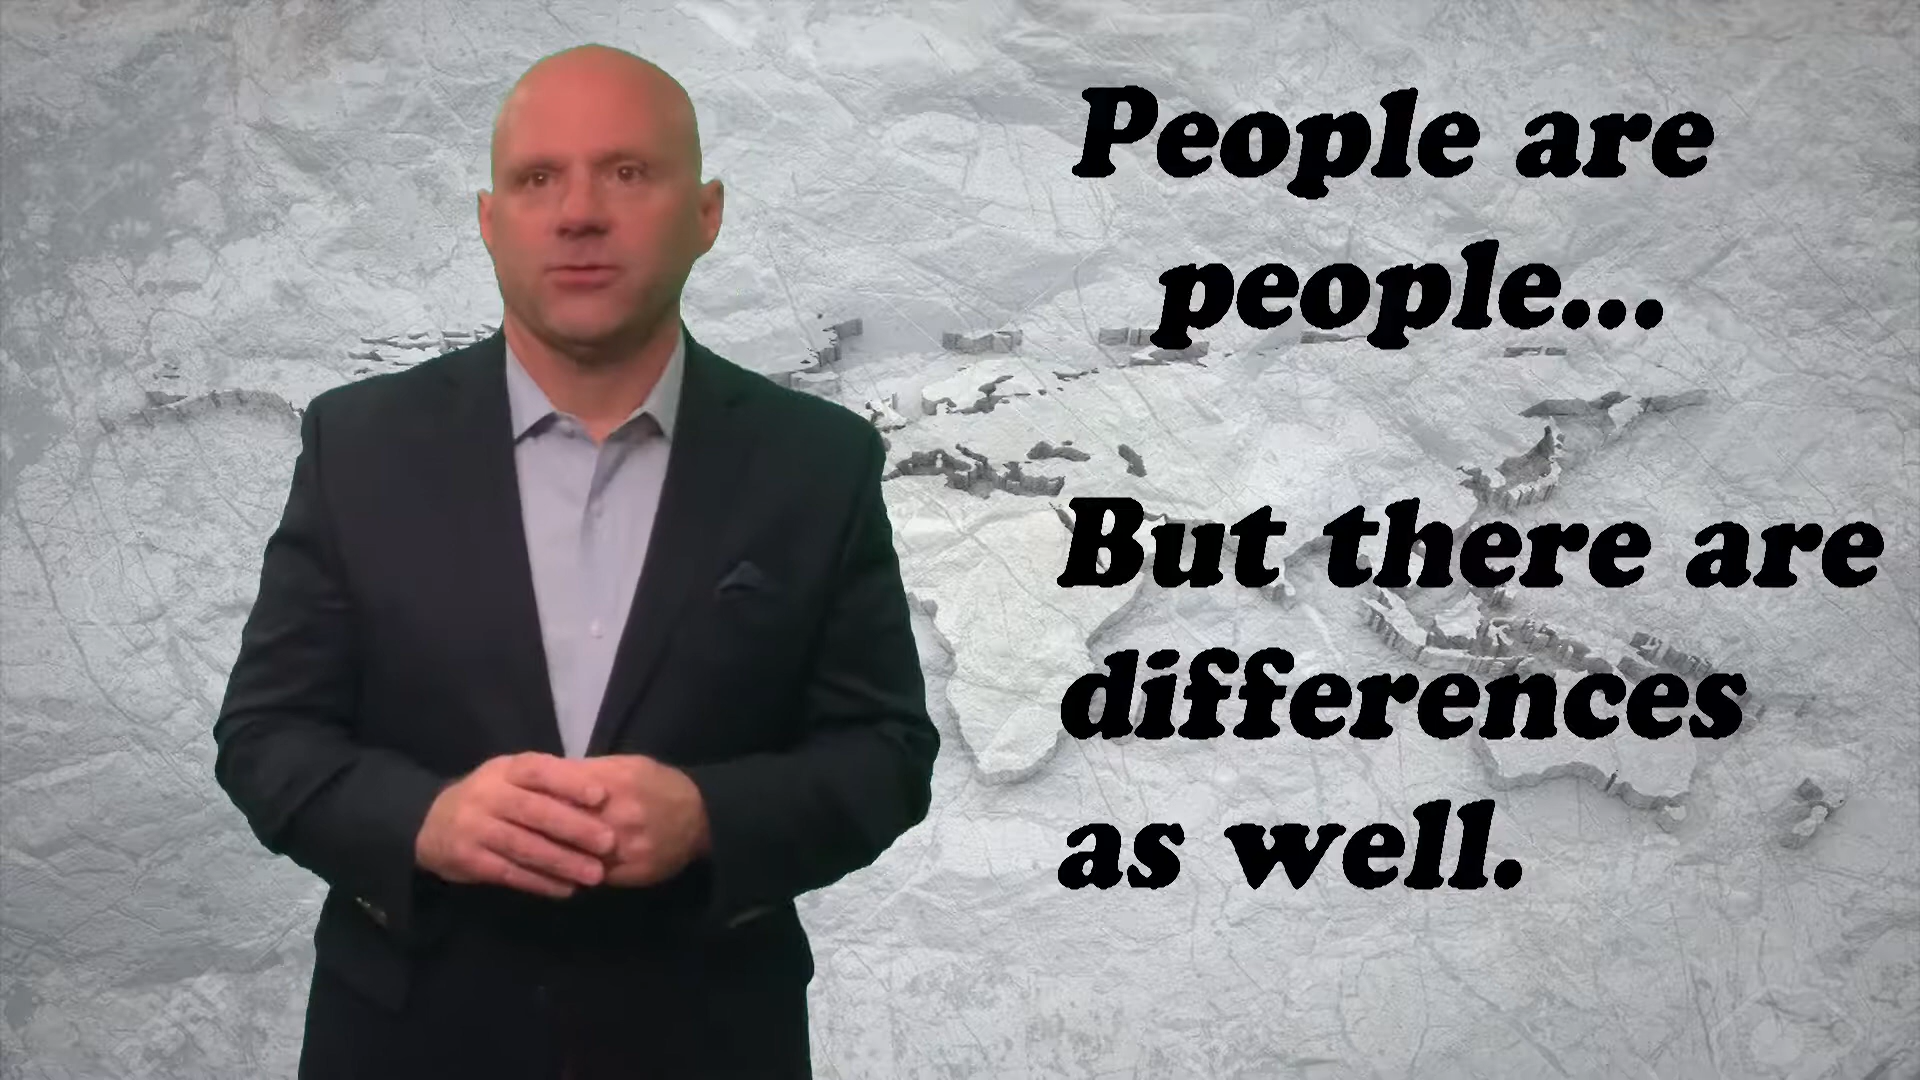 People are
people...
But there are
differences
as well.